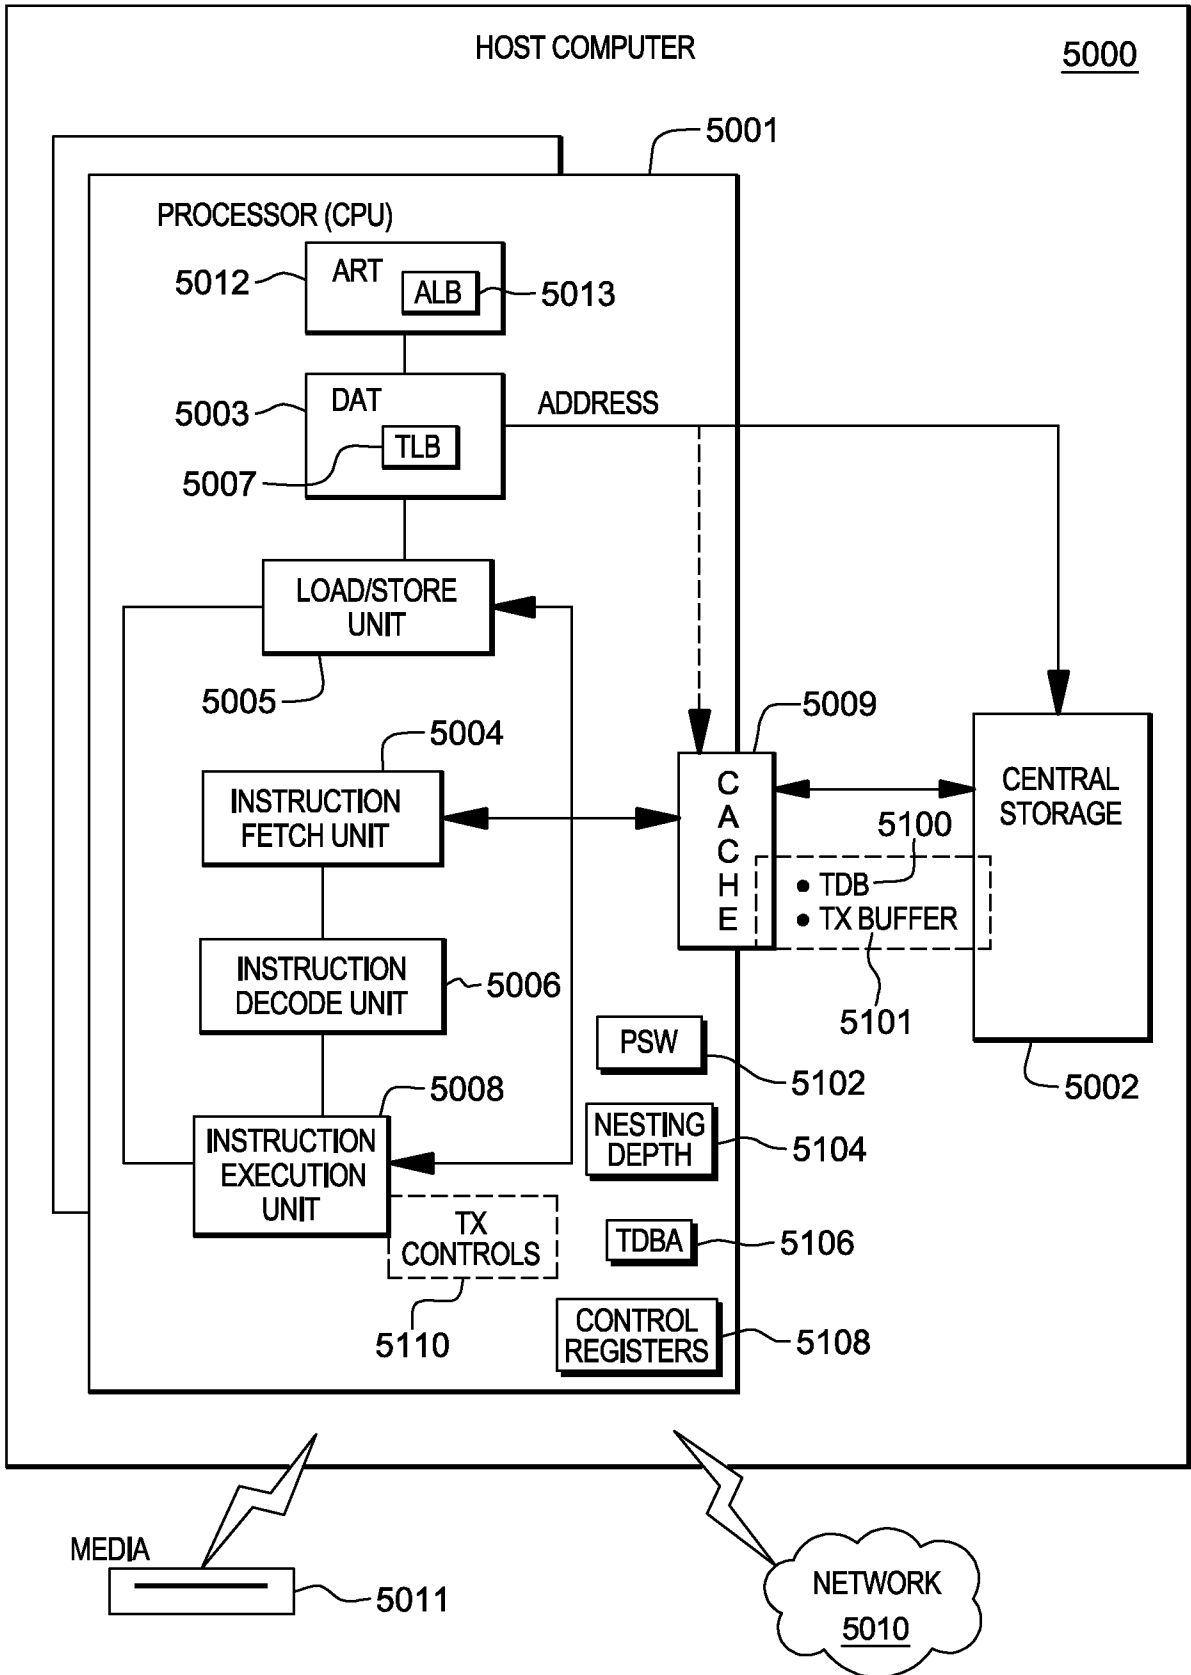 HOST COMPUTER
5000
5001
PROCESSOR (CPU)
5012
ART
ALB
5013
5003
DAT
ADDRESS
5007
TLB
LOAD/STORE
UNIT
5005
5009
5004
INSTRUCTION
FETCH UNIT
C
A
C
H
E
CENTRAL
STORAGE
5100
• TDB
• TX BUFFER
5101
INSTRUCTION
DECODE UNIT
5006
PSW
5102
5002
5008
NESTING
DEPTH
5104
INSTRUCTION
EXECUTION
UNIT
TX
CONTROLS
5110
TDBA
5106
CONTROL
REGISTERS
5108
MEDIA
5011
NETWORK
5010